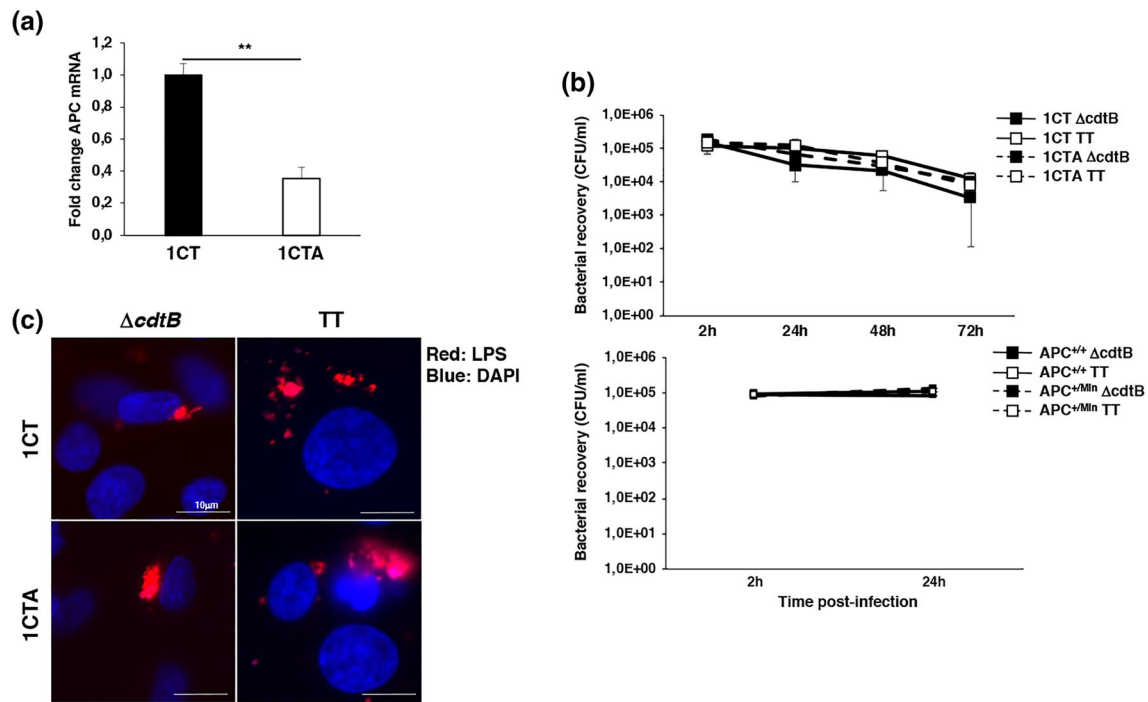 (a)
Fold change APC mRNA
1,2
1,0
0,8
0,6
0,4
0,2
0,0
**
1CT
1CTA
(b)
Bacterial recovery (CFU/ml)
1,0E+06
1,0E+05
1,0E+04
1,0E+03
1,0E+02
1,0E+01
1,0E+00
2h 24h 48h 72h
1CT ΔcdtB
1CT TT
1CTA ΔcdtB
1CTA TT
Bacterial recovery (CFU/ml)
1,0E+06
1,0E+05
1,0E+04
1,0E+03
1,0E+02
1,0E+01
1,0E+00
2h 24h
Time post-infection
APC+/+ ΔcdtB
APC+/+ TT
APC+/MIn ΔcdtB
APC+/MIn TT
(c)
ΔcdtB
TT
Red: LPS
Blue: DAPI
1CT
10µm
1CTA